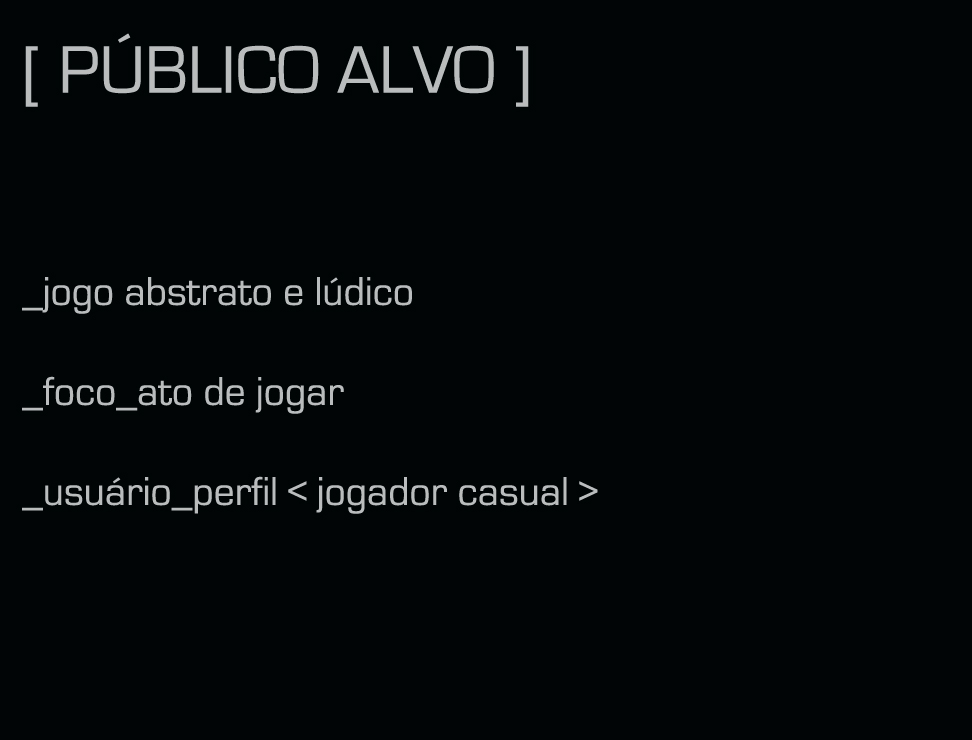 [ PÚBLICO ALVO ]
_jogo abstrato e lúdico
_foco_ato de jogar
_usuário_perfil < jogador casual >